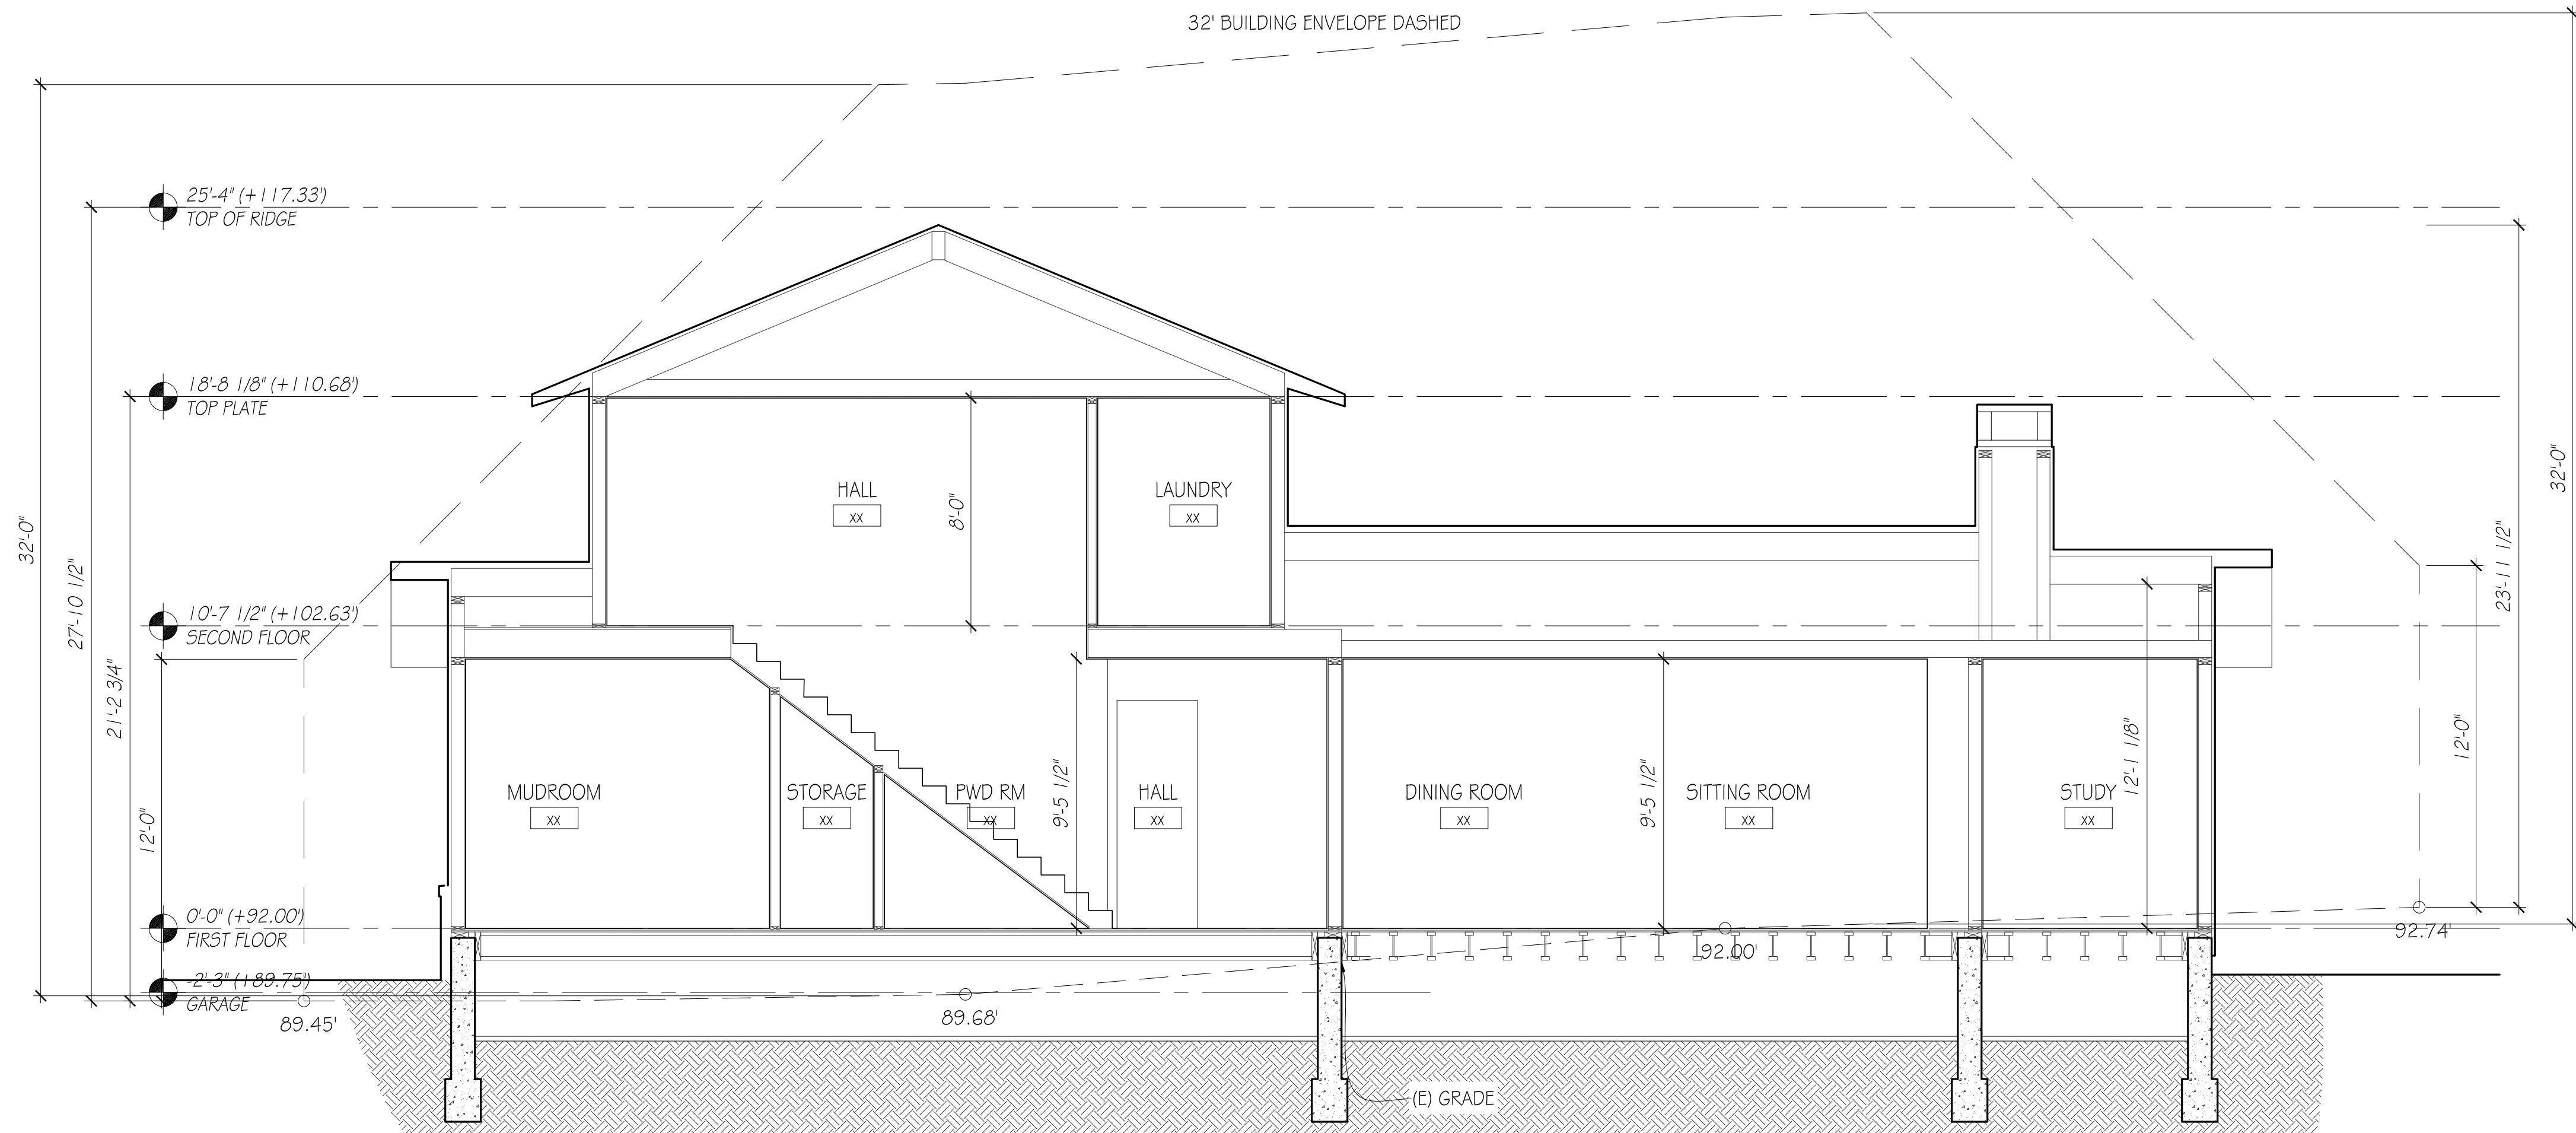 32' BUILDING ENVELOPE DASHED
25'-4" (+117.33')
TOP OF RIDGE
18'-8 1/8" (+110.68')
TOP PLATE
HALL
XX
8'-0"
LAUNDRY
XX
32'-0"
32'-0"
27'-10 1/2"
21'-2 3/4"
23'-11 1/2"
10'-7 1/2" (+102.63')
SECOND FLOOR
12'-0"
12'-0"
MUDROOM
XX
STORAGE
XX
PWD RM
XX
9'-5 1/2"
HALL
XX
DINING ROOM
XX
9'-5 1/2"
SITTING ROOM
XX
STUDY
XX
12'-1 1/8"
0'-0" (+92.00')
FIRST FLOOR
92.00'
92.74'
-2'-3" (+89.75')
GARAGE
89.45'
89.68'
(E) GRADE